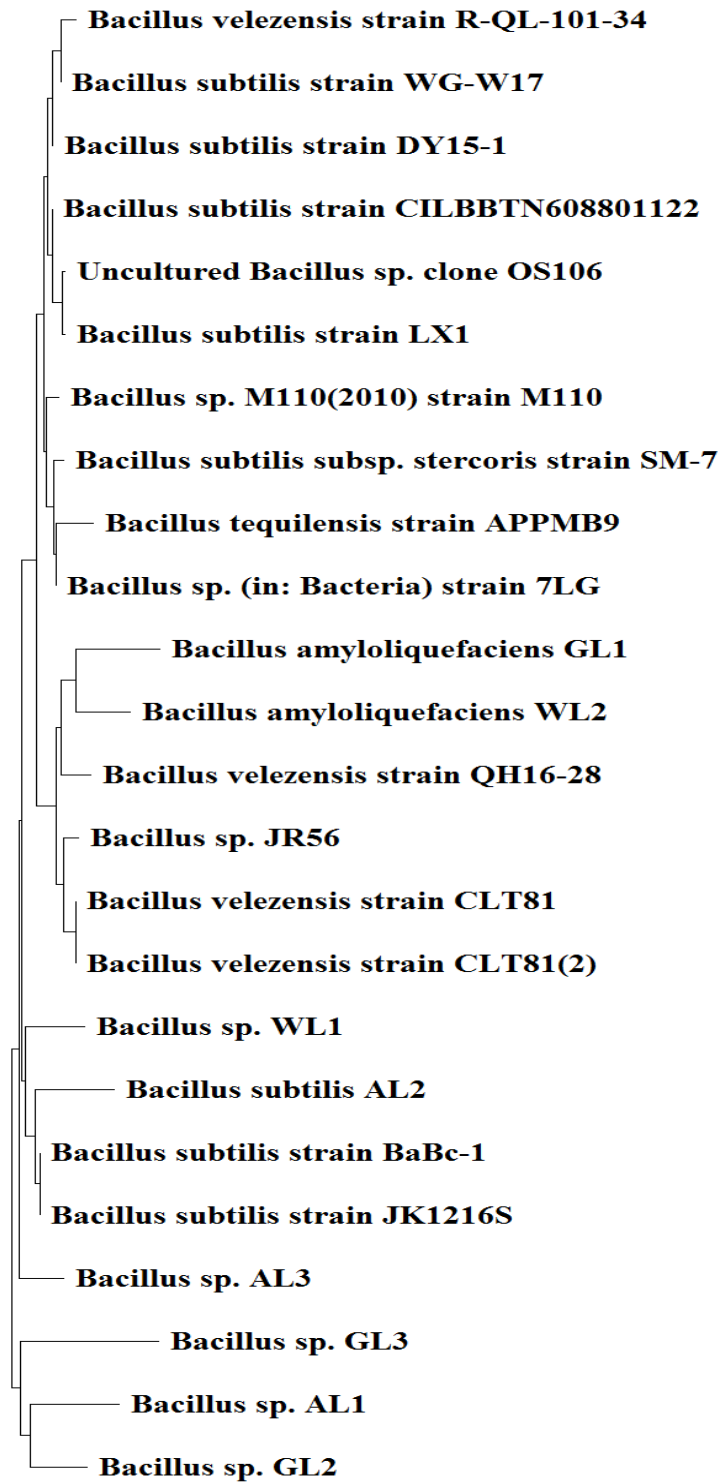 Bacillus velezensis strain R-QL-101-34
Bacillus subtilis strain WG-W17
Bacillus subtilis strain DY15-1
Bacillus subtilis strain CILBBTN608801122
Uncultured Bacillus sp. clone OS106
Bacillus subtilis strain LX1
Bacillus sp. M110(2010) strain M110
Bacillus subtilis subsp. stercoris strain SM-7
Bacillus tequilensis strain APPMB9
Bacillus sp. (in: Bacteria) strain 7LG
Bacillus amyloliquefaciens GL1
Bacillus amyloliquefaciens WL2
Bacillus velezensis strain QH16-28
Bacillus sp. JR56
Bacillus velezensis strain CLT81
Bacillus velezensis strain CLT81(2)
Bacillus sp. WL1
Bacillus subtilis AL2
Bacillus subtilis strain BaBc-1
Bacillus subtilis strain JK1216S
Bacillus sp. AL3
Bacillus sp. GL3
Bacillus sp. AL1
Bacillus sp. GL2